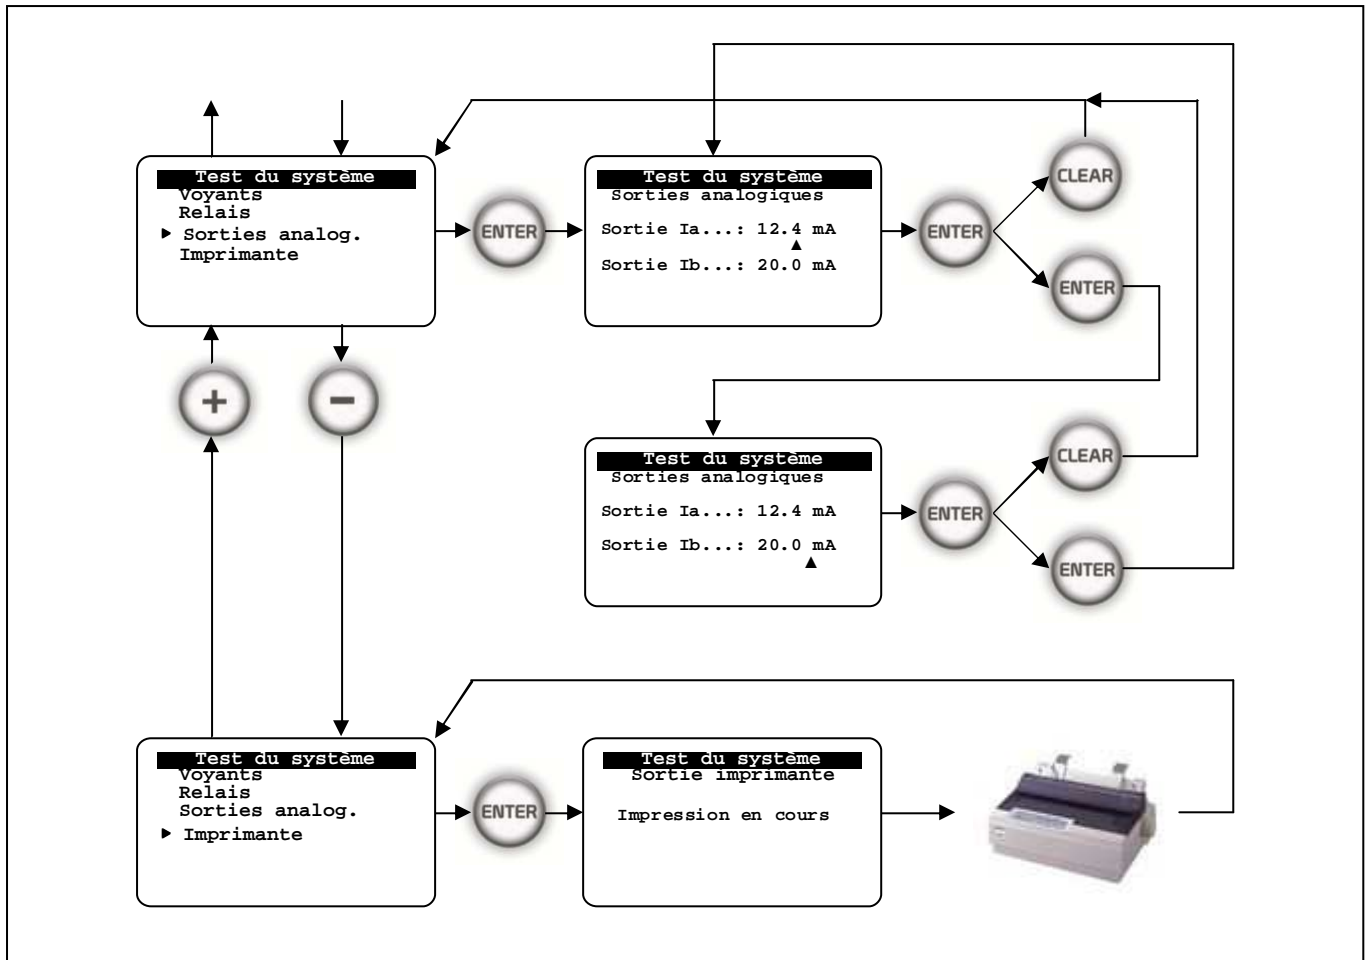 Test du système
Voyants
Relais
▶ Sorties analog.
Imprimante
ENTER
Test du système
Sorties analogiques
Sortie Ia...: 12.4 mA
▲
Sortie Ib...: 20.0 mA
ENTER
CLEAR
ENTER
+
−
Test du système
Sorties analogiques
Sortie Ia...: 12.4 mA
Sortie Ib...: 20.0 mA
▲
ENTER
CLEAR
ENTER
Test du système
Voyants
Relais
Sorties analog.
▶ Imprimante
ENTER
Test du système
Sortie imprimante
Impression en cours